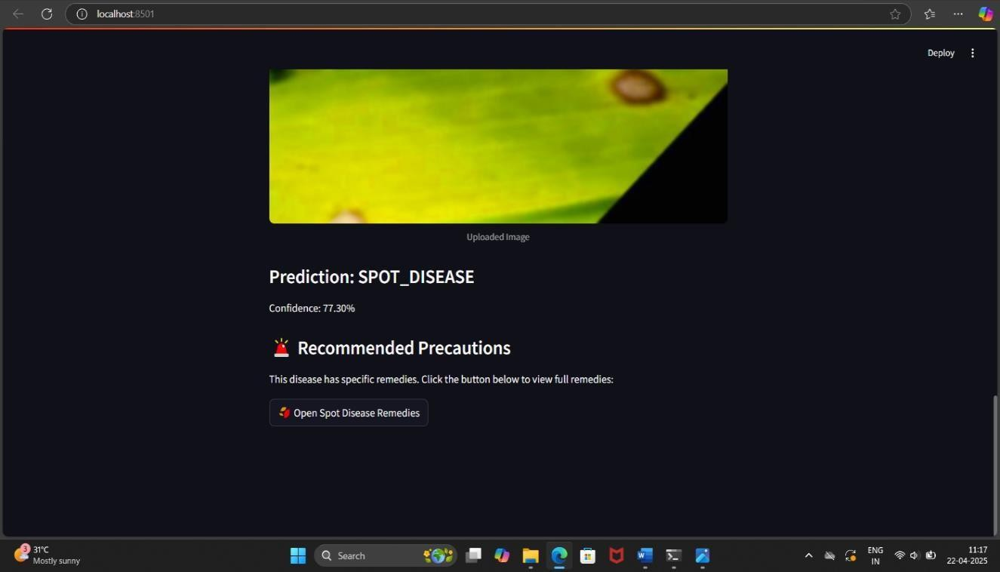 localhost:8501
Deploy
Uploaded Image
Prediction: SPOT_DISEASE
Confidence: 77.30%
Recommended Precautions
This disease has specific remedies. Click the button below to view full remedies:
Open Spot Disease Remedies
3
31°C
Mostly sunny
Search
W
ENG
IN
11:17
22-04-2025